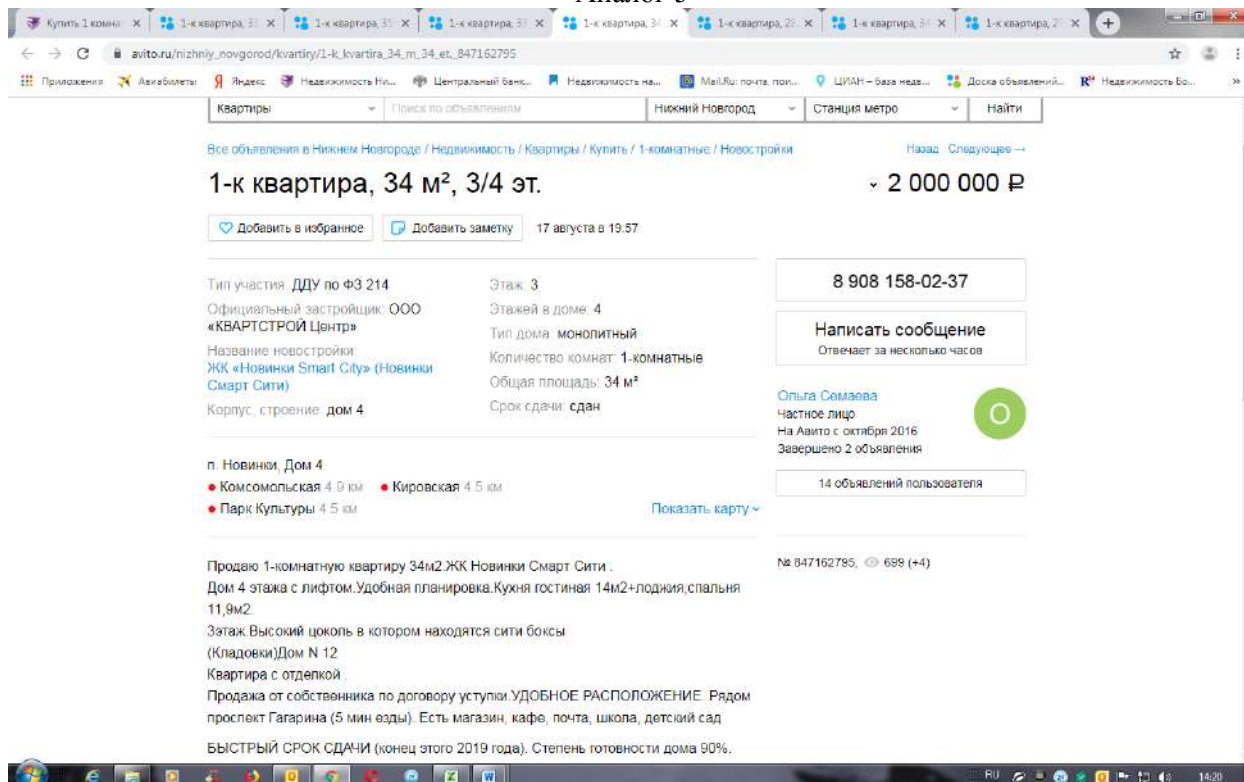 Аналог 3
Купить 1 комна
1-к квартира, 33
1-к квартира, 3
1-к квартира, 33
1-к квартира, 34
1-к квартира, 28
1-к квартира, 34
1-к квартира, 2
avito.ru/nizhniy_novgorod/kvartiry/1-k_kvartira_34_m_34_et._847162795
Приложения Авиабилеты Яндекс Недвижимость Ни... Центральный банк... Недвижимость на... Mail.Ru: почта, пои... ЦИАН – база недв... Доска объявлений... Недвижимость Бо...
Квартиры Поиск по объявлениям Нижний Новгород Станция метро Найти
Все объявления в Нижнем Новгороде / Недвижимость / Квартиры / Купить / 1-комнатные / Новостройки Назад Следующее →
1-к квартира, 34 м², 3/4 эт. 2 000 000 ₽
Добавить в избранное Добавить заметку 17 августа в 19:57
Тип участия: ДДУ по ФЗ 214
Официальный застройщик: ООО
«КВАРТСТРОЙ Центр»
Название новостройки:
ЖК «Новинки Smart City» (Новинки
Смарт Сити)
Корпус, строение: дом 4
Этаж: 3
Этажей в доме: 4
Тип дома: монолитный
Количество комнат: 1-комнатные
Общая площадь: 34 м²
Срок сдачи: сдан
8 908 158-02-37
Написать сообщение
Отвечает за несколько часов
Ольга Семаева
Частное лицо
На Авито с октября 2016
Завершено 2 объявления
О
14 объявлений пользователя
п. Новинки, Дом 4
Комсомольская 4.9 км Кировская 4.5 км
Парк Культуры 4.5 км Показать карту
№ 847162795, 699 (+4)
Продаю 1-комнатную квартиру 34м2.ЖК Новинки Смарт Сити .
Дом 4 этажа с лифтом.Удобная планировка.Кухня гостиная 14м2+лоджия,спальня
11,9м2.
3этаж.Высокий цоколь в котором находятся сити боксы
(Кладовки)Дом N 12
Квартира с отделкой .
Продажа от собственника по договору уступки.УДОБНОЕ РАСПОЛОЖЕНИЕ. Рядом
проспект Гагарина (5 мин езды). Есть магазин, кафе, почта, школа, детский сад
БЫСТРЫЙ СРОК СДАЧИ (конец этого 2019 года). Степень готовности дома 90%.
RU 14:20